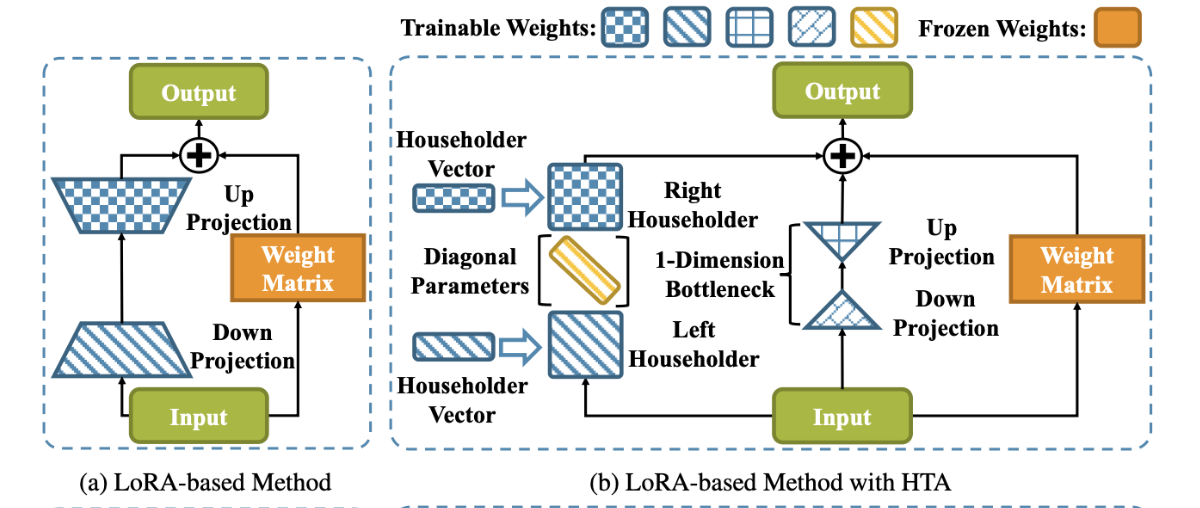 Trainable Weights:
Frozen Weights:
Output
Up
Projection
Weight
Matrix
Down
Projection
Input
(a) LoRA-based Method
Output
Householder
Vector
Right
Householder
Diagonal
Parameters
1-Dimension
Bottleneck
Up
Projection
Down
Projection
Weight
Matrix
Left
Householder
Householder
Vector
Input
(b) LoRA-based Method with HTA